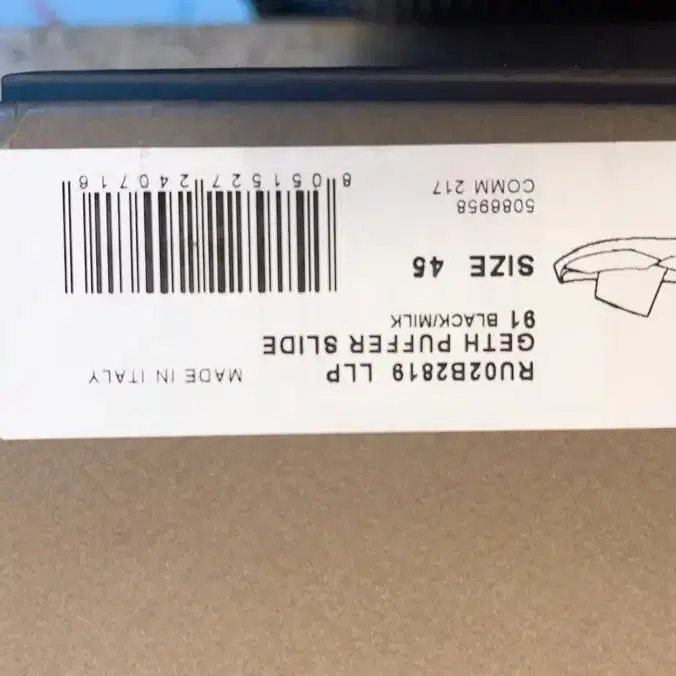 RU02B2819 LLP MADE IN ITALY
GETH PUFFER SLIDE
91 BLACK/MILK
SIZE 45
5088958
COMM 217
8 051527 240716